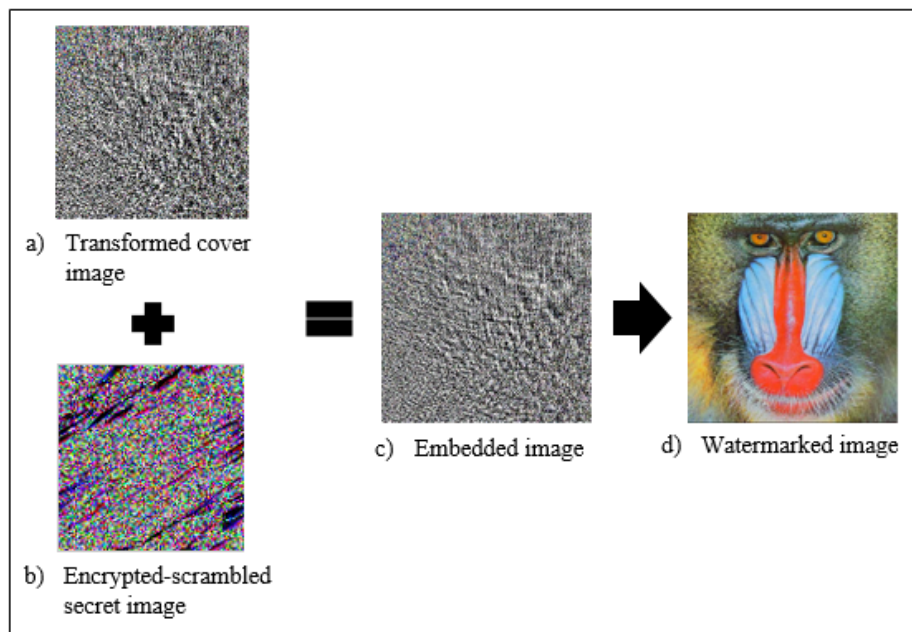 a) Transformed cover
image
b) Encrypted-scrambled
secret image
c) Embedded image
d) Watermarked image